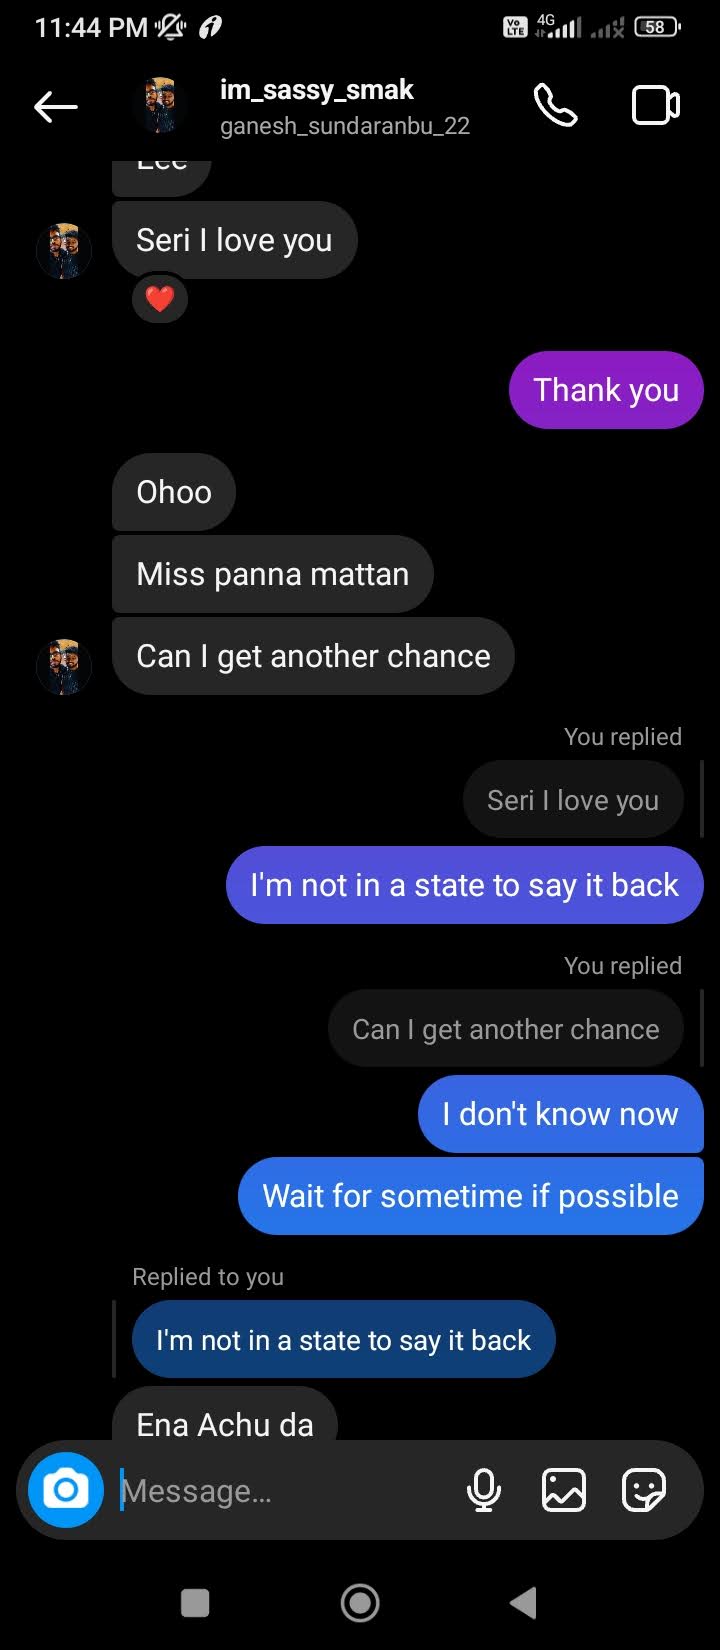 11:44 PM
Vo LTE 4G 58
im_sassy_smak
ganesh_sundaranbu_22
Lee
Seri I love you
Thank you
Ohoo
Miss panna mattan
Can I get another chance
You replied
Seri I love you
I'm not in a state to say it back
You replied
Can I get another chance
I don't know now
Wait for sometime if possible
Replied to you
I'm not in a state to say it back
Ena Achu da
Message...